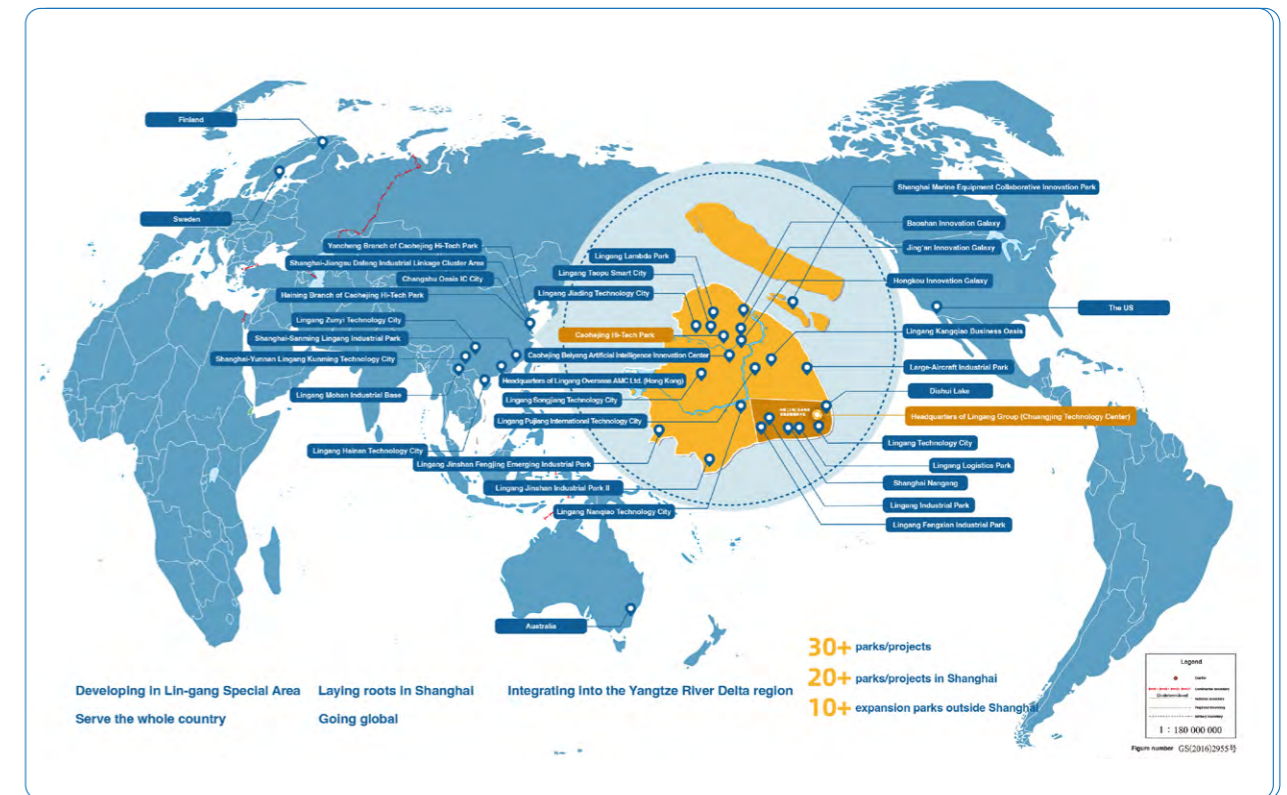 Finland
Sweden
Yancheng Branch of Caohejing Hi-Tech Park
Shanghai-Jiangsu Dafeng Industrial Linkage Cluster Area
Changshu Oasis IC City
Haining Branch of Caohejing Hi-Tech Park
Lingang Zunyi Technology City
Shanghai-Sanming Lingang Industrial Park
Shanghai-Yunnan Lingang Kunming Technology City
Lingang Mohan Industrial Base
Lingang Hainan Technology City
Lingang Lambda Park
Lingang Taopu Smart City
Lingang Jiading Technology City
Caohejing Hi-Tech Park
Caohejing Beiyang Artificial Intelligence Innovation Center
Headquarters of Lingang Overseas AMC Ltd. (Hong Kong)
Lingang Songjiang Technology City
Lingang Pujiang International Technology City
Lingang Jinshan Fengjing Emerging Industrial Park
Lingang Jinshan Industrial Park II
Lingang Nanqiao Technology City
Shanghai Marine Equipment Collaborative Innovation Park
Baoshan Innovation Galaxy
Jing'an Innovation Galaxy
Hongkou Innovation Galaxy
The US
Lingang Kangqiao Business Oasis
Large-Aircraft Industrial Park
Dishui Lake
Headquarters of Lingang Group (Chuangjing Technology Center)
Lingang Technology City
Lingang Logistics Park
Shanghai Nangang
Lingang Industrial Park
Lingang Fengxian Industrial Park
Australia
30+ parks/projects
20+ parks/projects in Shanghai
10+ expansion parks outside Shanghai
Developing in Lin-gang Special Area Laying roots in Shanghai Integrating into the Yangtze River Delta region
Serve the whole country Going global
Legend
Capital
1 : 180 000 000
Figure number GS(2016)2955号